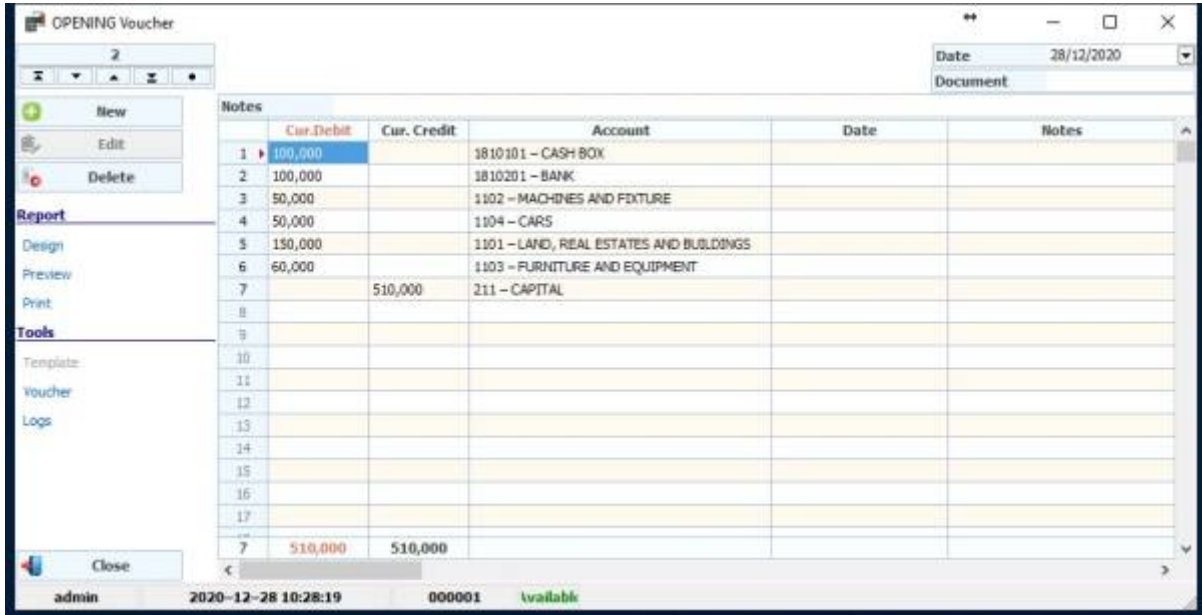 OPENING Voucher
2
Date 28/12/2020
Document
New
Edit
Delete
Report
Design
Preview
Print
Tools
Template
Voucher
Logs
Close
Notes
Cur.Debit Cur. Credit Account Date Notes
1 100,000 1810101 – CASH BOX
2 100,000 1810201 – BANK
3 50,000 1102 – MACHINES AND FIXTURE
4 50,000 1104 – CARS
5 150,000 1101 – LAND, REAL ESTATES AND BUILDINGS
6 60,000 1103 – FURNITURE AND EQUIPMENT
7 510,000 211 – CAPITAL
8
9
10
11
12
13
14
15
16
17
7 510,000 510,000
admin 2020–12–28 10:28:19 000001